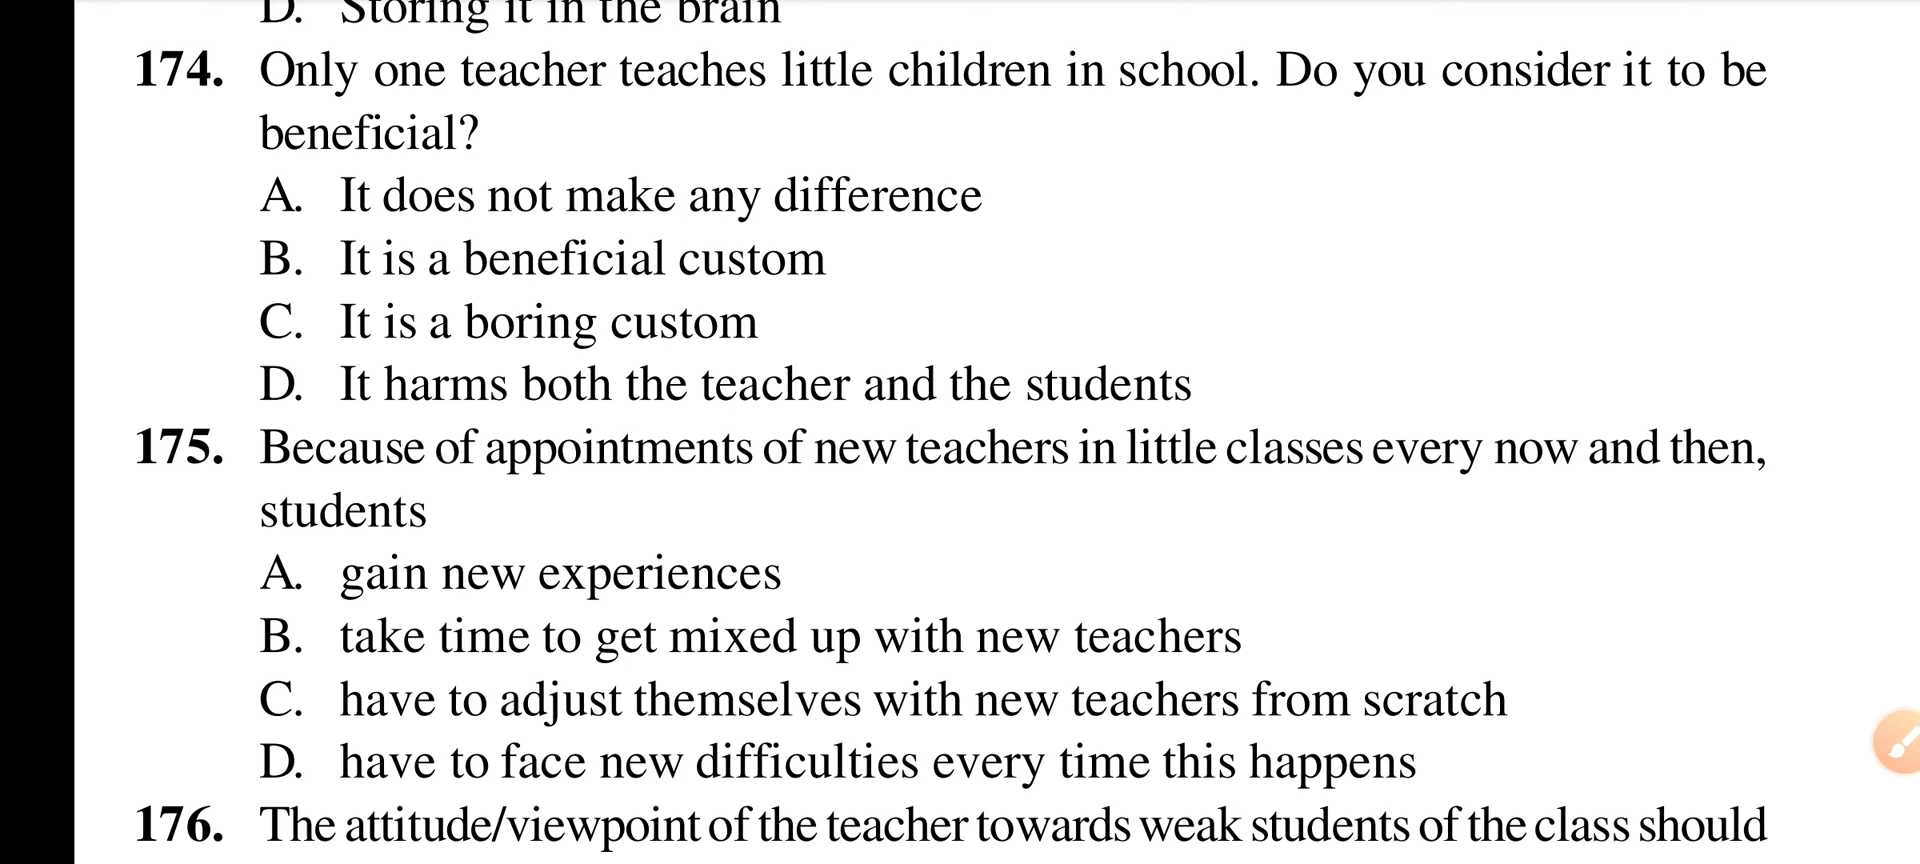 D. Storing it in the brain
174. Only one teacher teaches little children in school. Do you consider it to be
beneficial?
A. It does not make any difference
B. It is a beneficial custom
C. It is a boring custom
D. It harms both the teacher and the students
175. Because of appointments of new teachers in little classes every now and then,
students
A. gain new experiences
B. take time to get mixed up with new teachers
C. have to adjust themselves with new teachers from scratch
D. have to face new difficulties every time this happens
176. The attitude/viewpoint of the teacher towards weak students of the class should